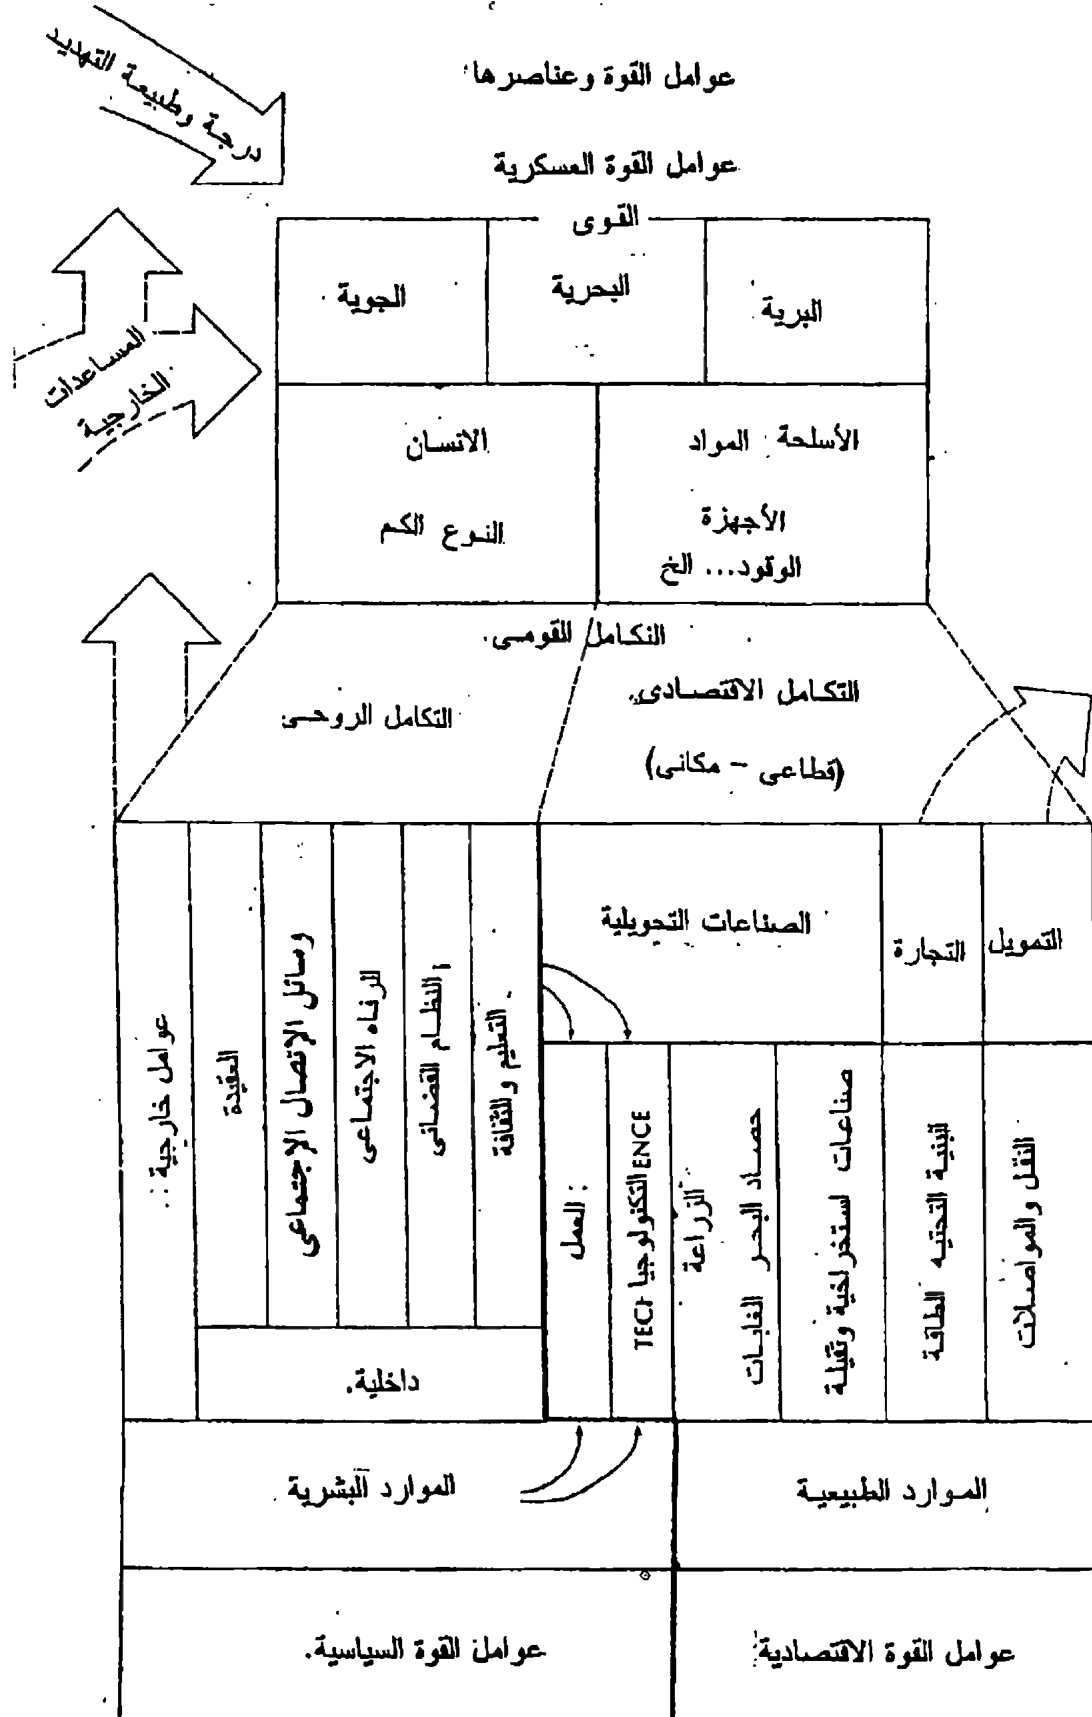 عوامل القوة وعناصرها
درجة وطبيعة التهديد
عوامل القوة العسكرية
القوى
البرية
البحرية
الجوية
المساعدات
الخارجية
الأسلحة المواد
الأجهزة
الوقود... الخ
الانسان
النوع الكم
التكامل القومى.
التكامل الاقتصادى
(قطاعى - مكانى)
التكامل الروحى
التمويل
التجارة
الصناعات التحويلية
النقل والمواصلات
البنية التحتيه الطاقة
صناعات استخراجية وثقيلة
الزراعة
حصاد البحر الغابات
TECH التكنولوجيا ENCE
العمل:
التعليم والثقافة
النظام القضائى
الرفاه الاجتماعى
وسائل الإتصال الإجتماعى
العقيدة
عوامل خارجية:
داخلية.
الموارد الطبيعية
الموارد البشرية
عوامل القوة الاقتصادية
عوامل القوة السياسية.